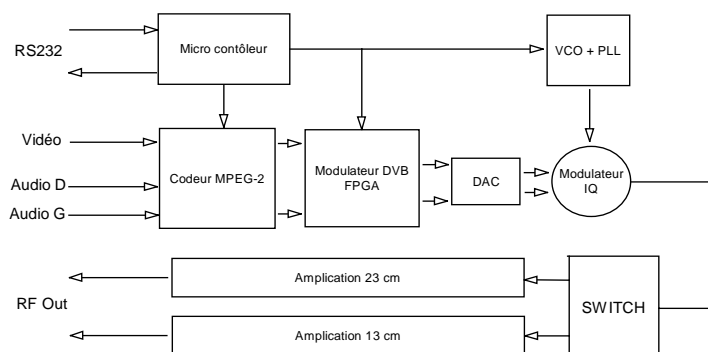 RS232
Micro contôleur
VCO + PLL
Vidéo
Audio D
Audio G
Codeur MPEG-2
Modulateur DVB
FPGA
DAC
Modulateur
IQ
RF Out
Amplication 23 cm
Amplication 13 cm
SWITCH